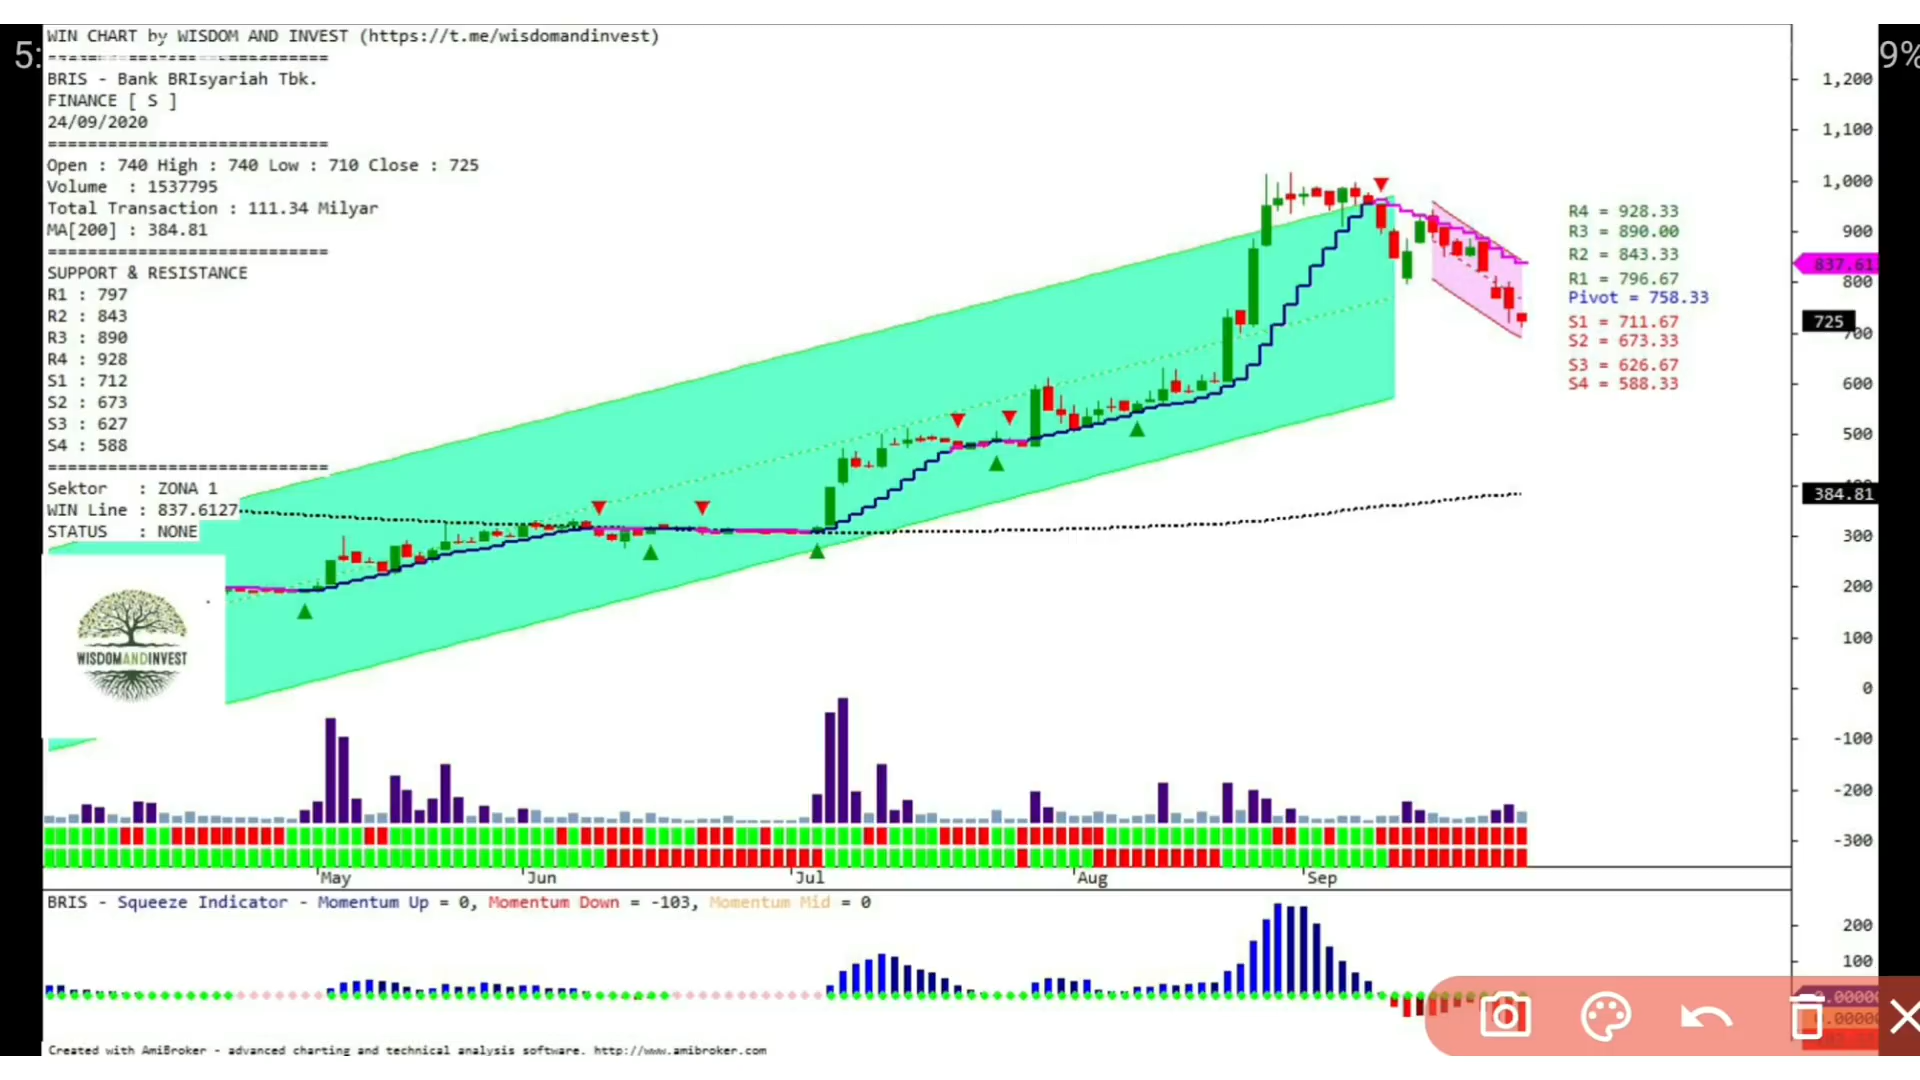 WIN CHART by WISDOM AND INVEST (https://t.me/wisdomandinvest)
5:
9%
============================
BRIS - Bank BRIsyariah Tbk.
FINANCE [ S ]
24/09/2020
============================
Open : 740 High : 740 Low : 710 Close : 725
Volume : 1537795
Total Transaction : 111.34 Milyar
MA[200] : 384.81
============================
SUPPORT & RESISTANCE
R1 : 797
R2 : 843
R3 : 890
R4 : 928
S1 : 712
S2 : 673
S3 : 627
S4 : 588
============================
Sektor : ZONA 1
WIN Line : 837.6127
STATUS : NONE
WISDOMANDINVEST
R4 = 928.33
R3 = 890.00
R2 = 843.33
R1 = 796.67
Pivot = 758.33
S1 = 711.67
S2 = 673.33
S3 = 626.67
S4 = 588.33
1,200
1,100
1,000
900
837.61
800
725
700
600
500
384.81
300
200
100
0
-100
-200
-300
May
Jun
Jul
Aug
Sep
BRIS - Squeeze Indicator - Momentum Up = 0, Momentum Down = -103, Momentum Mid = 0
200
100
0.0000
0.0000
Created with AmiBroker - advanced charting and technical analysis software. http://www.amibroker.com